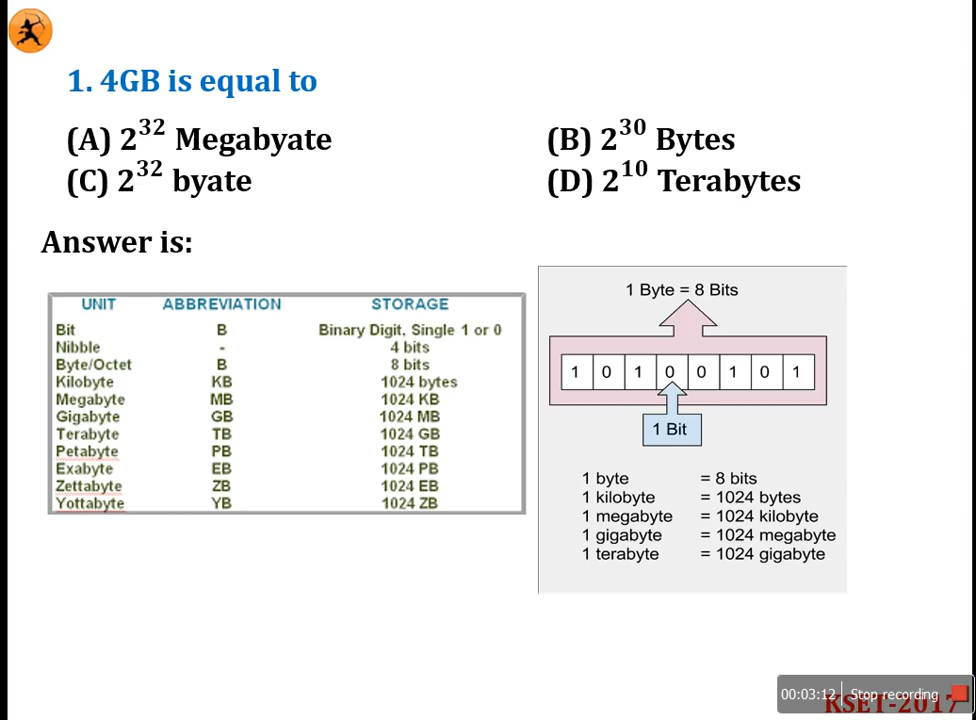 1. 4GB is equal to
(A) 2^32 Megabyate
(B) 2^30 Bytes
(C) 2^32 byate
(D) 2^10 Terabytes
Answer is:
UNIT ABBREVIATION STORAGE
Bit B Binary Digit, Single 1 or 0
Nibble - 4 bits
Byte/Octet B 8 bits
Kilobyte KB 1024 bytes
Megabyte MB 1024 KB
Gigabyte GB 1024 MB
Terabyte TB 1024 GB
Petabyte PB 1024 TB
Exabyte EB 1024 PB
Zettabyte ZB 1024 EB
Yottabyte YB 1024 ZB
1 Byte = 8 Bits
1 0 1 0 0 1 0 1
1 Bit
1 byte = 8 bits
1 kilobyte = 1024 bytes
1 megabyte = 1024 kilobyte
1 gigabyte = 1024 megabyte
1 terabyte = 1024 gigabyte
00:03:12 Stop recording
KSET-2017